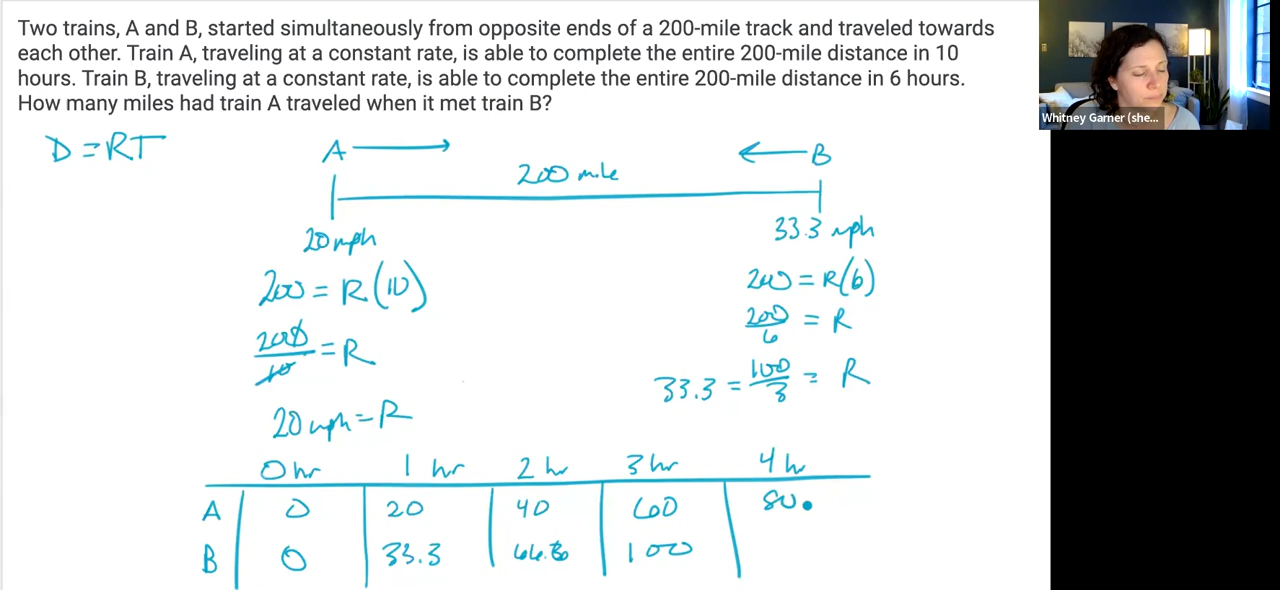 Two trains, A and B, started simultaneously from opposite ends of a 200-mile track and traveled towards
each other. Train A, traveling at a constant rate, is able to complete the entire 200-mile distance in 10
hours. Train B, traveling at a constant rate, is able to complete the entire 200-mile distance in 6 hours.
How many miles had train A traveled when it met train B?
Whitney Garner (she...
D = RT
A B
200 mile
20 mph 33.3 mph
200 = R(10) 200 = R(6)
200/10 = R 200/6 = R
33.3 = 100/3 = R
20 mph = R
0 hr 1 hr 2 hr 3 hr 4 hr
A 0 20 40 60 80
B 0 33.3 66.6 100